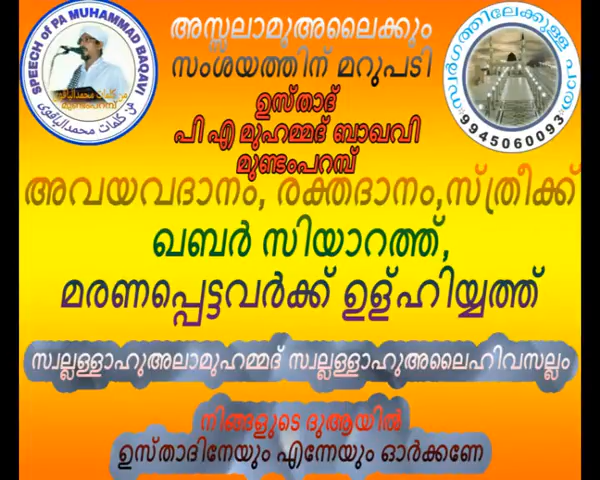 SPEECH of PA MUHAMMAD BAQAVI
മുണ്ടംപറമ്പ്
സ്വർഗത്തിലേക്കുള്ള പാത
9945060093
അസ്സലാമുഅലൈക്കും
സംശയത്തിന് മറുപടി
ഉസ്താദ്
പി എ മുഹമ്മദ് ബാഖവി
മുണ്ടംപറമ്പ്
അവയവദാനം, രക്തദാനം,സ്ത്രീക്ക്
ഖബർ സിയാറത്ത്,
മരണപ്പെട്ടവർക്ക് ഉള്ഹിയ്യത്ത്
സ്വല്ലള്ളാഹുഅലാമുഹമ്മദ് സ്വല്ലള്ളാഹുഅലൈഹിവസല്ലം
നിങ്ങളുടെ ദുആയിൽ
ഉസ്താദിനേയും എന്നേയും ഓർക്കണേ